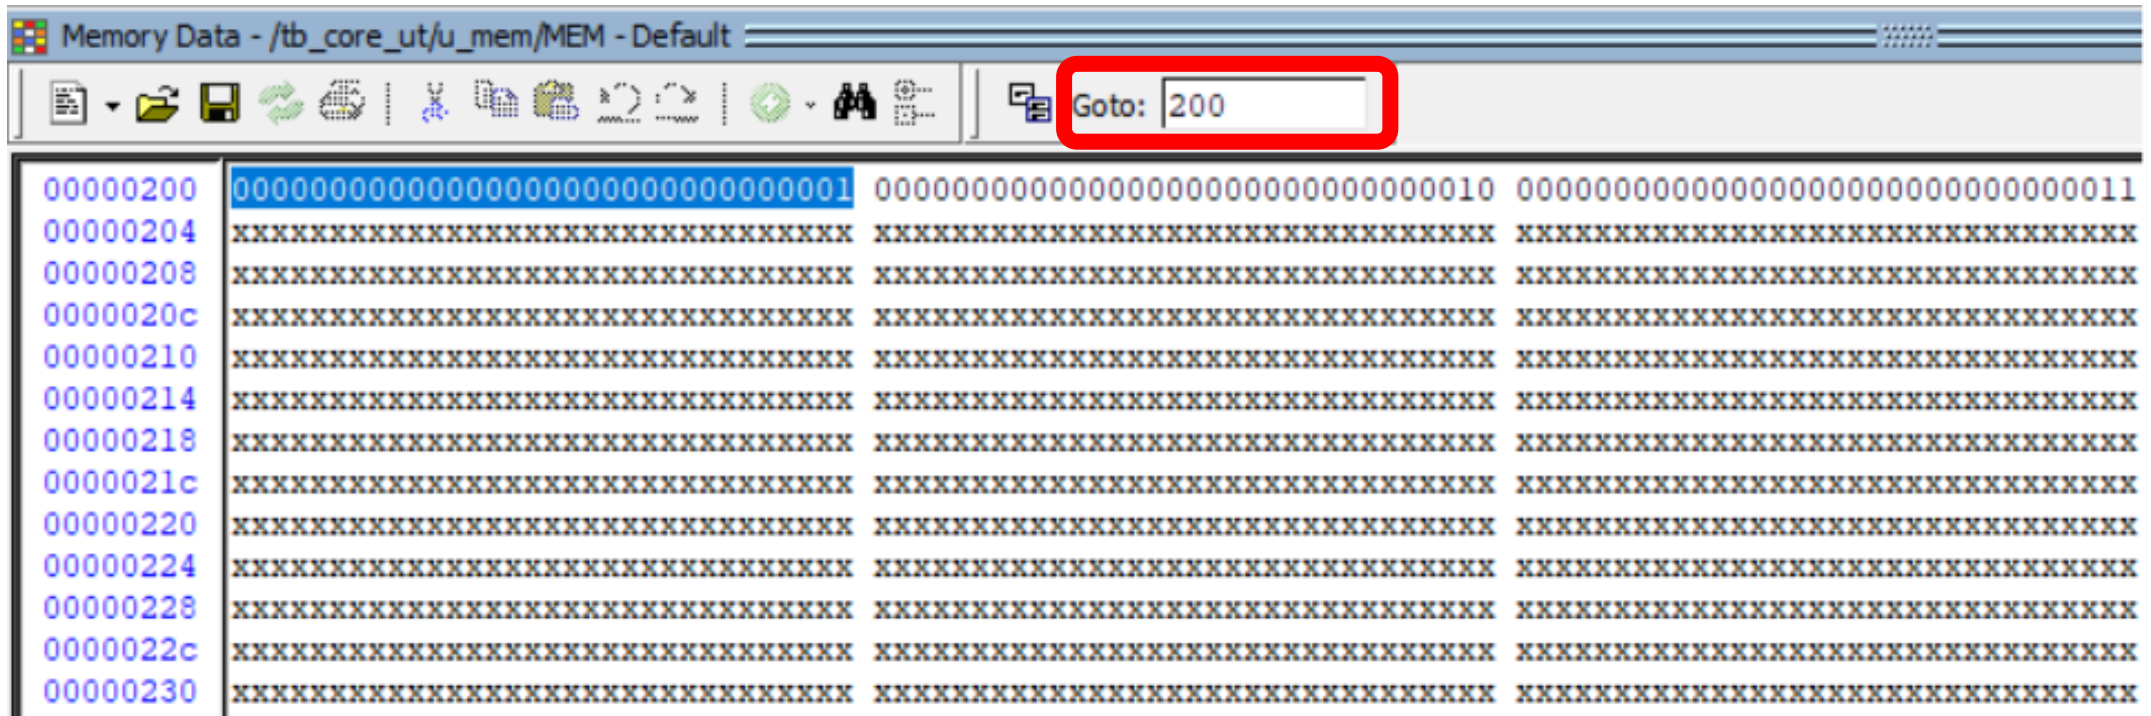 Memory Data - /tb_core_ut/u_mem/MEM - Default
Goto: 200
00000200 00000000000000000000000000000001 00000000000000000000000000000010 00000000000000000000000000000011
00000204 xxxxxxxxxxxxxxxxxxxxxxxxxxxxxxxx xxxxxxxxxxxxxxxxxxxxxxxxxxxxxxxx xxxxxxxxxxxxxxxxxxxxxxxxxxxxxxxx
00000208 xxxxxxxxxxxxxxxxxxxxxxxxxxxxxxxx xxxxxxxxxxxxxxxxxxxxxxxxxxxxxxxx xxxxxxxxxxxxxxxxxxxxxxxxxxxxxxxx
0000020c xxxxxxxxxxxxxxxxxxxxxxxxxxxxxxxx xxxxxxxxxxxxxxxxxxxxxxxxxxxxxxxx xxxxxxxxxxxxxxxxxxxxxxxxxxxxxxxx
00000210 xxxxxxxxxxxxxxxxxxxxxxxxxxxxxxxx xxxxxxxxxxxxxxxxxxxxxxxxxxxxxxxx xxxxxxxxxxxxxxxxxxxxxxxxxxxxxxxx
00000214 xxxxxxxxxxxxxxxxxxxxxxxxxxxxxxxx xxxxxxxxxxxxxxxxxxxxxxxxxxxxxxxx xxxxxxxxxxxxxxxxxxxxxxxxxxxxxxxx
00000218 xxxxxxxxxxxxxxxxxxxxxxxxxxxxxxxx xxxxxxxxxxxxxxxxxxxxxxxxxxxxxxxx xxxxxxxxxxxxxxxxxxxxxxxxxxxxxxxx
0000021c xxxxxxxxxxxxxxxxxxxxxxxxxxxxxxxx xxxxxxxxxxxxxxxxxxxxxxxxxxxxxxxx xxxxxxxxxxxxxxxxxxxxxxxxxxxxxxxx
00000220 xxxxxxxxxxxxxxxxxxxxxxxxxxxxxxxx xxxxxxxxxxxxxxxxxxxxxxxxxxxxxxxx xxxxxxxxxxxxxxxxxxxxxxxxxxxxxxxx
00000224 xxxxxxxxxxxxxxxxxxxxxxxxxxxxxxxx xxxxxxxxxxxxxxxxxxxxxxxxxxxxxxxx xxxxxxxxxxxxxxxxxxxxxxxxxxxxxxxx
00000228 xxxxxxxxxxxxxxxxxxxxxxxxxxxxxxxx xxxxxxxxxxxxxxxxxxxxxxxxxxxxxxxx xxxxxxxxxxxxxxxxxxxxxxxxxxxxxxxx
0000022c xxxxxxxxxxxxxxxxxxxxxxxxxxxxxxxx xxxxxxxxxxxxxxxxxxxxxxxxxxxxxxxx xxxxxxxxxxxxxxxxxxxxxxxxxxxxxxxx
00000230 xxxxxxxxxxxxxxxxxxxxxxxxxxxxxxxx xxxxxxxxxxxxxxxxxxxxxxxxxxxxxxxx xxxxxxxxxxxxxxxxxxxxxxxxxxxxxxxx